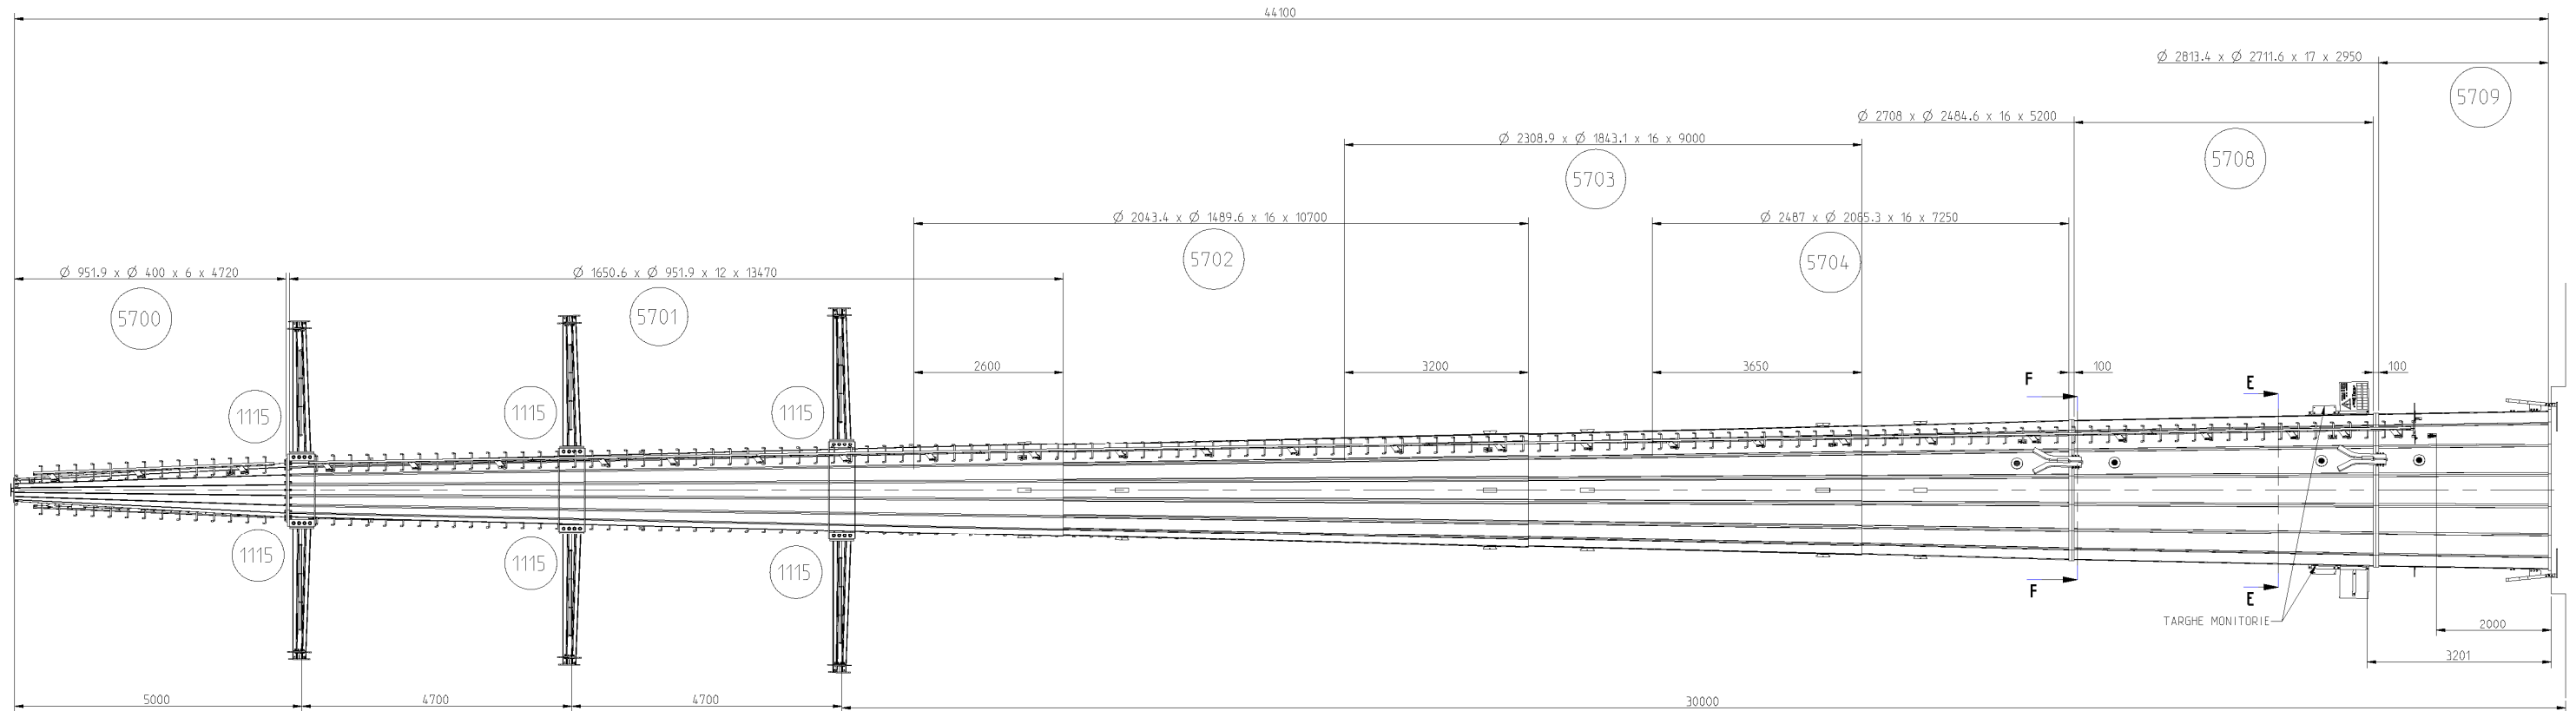 44100
Ø 2813.4 x Ø 2711.6 x 17 x 2950
5709
Ø 2708 x Ø 2484.6 x 16 x 5200
5708
Ø 2308.9 x Ø 1843.1 x 16 x 9000
5703
Ø 2043.4 x Ø 1489.6 x 16 x 10700
Ø 2487 x Ø 2065.3 x 16 x 7250
5702
5704
Ø 951.9 x Ø 400 x 6 x 4720
Ø 1650.6 x Ø 951.9 x 12 x 13470
5700
5701
2600
3200
3650
100
100
F
E
1115
1115
1115
1115
1115
1115
F
E
TARGHE MONITORIE
2000
3201
5000
4700
4700
30000